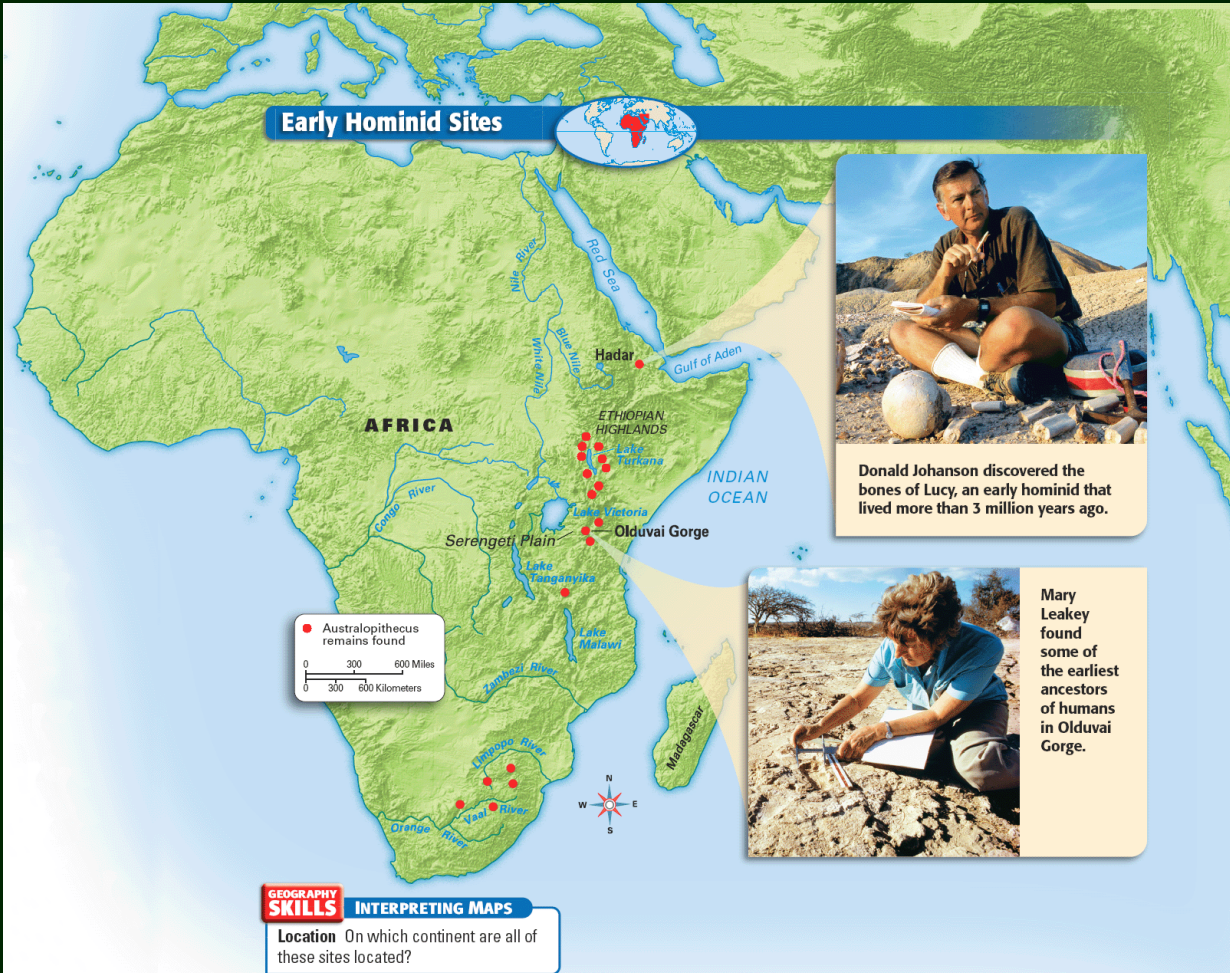 Early Hominid Sites
Nile River
Red Sea
White Nile
Blue Nile
Hadar
Gulf of Aden
AFRICA
ETHIOPIAN
HIGHLANDS
Lake
Turkana
INDIAN
OCEAN
Congo River
Lake Victoria
Serengeti Plain
Olduvai Gorge
Lake
Tanganyika
Lake
Malawi
Zambezi River
Madagascar
Limpopo River
Vaal River
Orange River
Australopithecus
remains found
0 300 600 Miles
0 300 600 Kilometers
N
W E
S
Donald Johanson discovered the
bones of Lucy, an early hominid that
lived more than 3 million years ago.
Mary
Leakey
found
some of
the earliest
ancestors
of humans
in Olduvai
Gorge.
GEOGRAPHY
SKILLS INTERPRETING MAPS
Location On which continent are all of
these sites located?